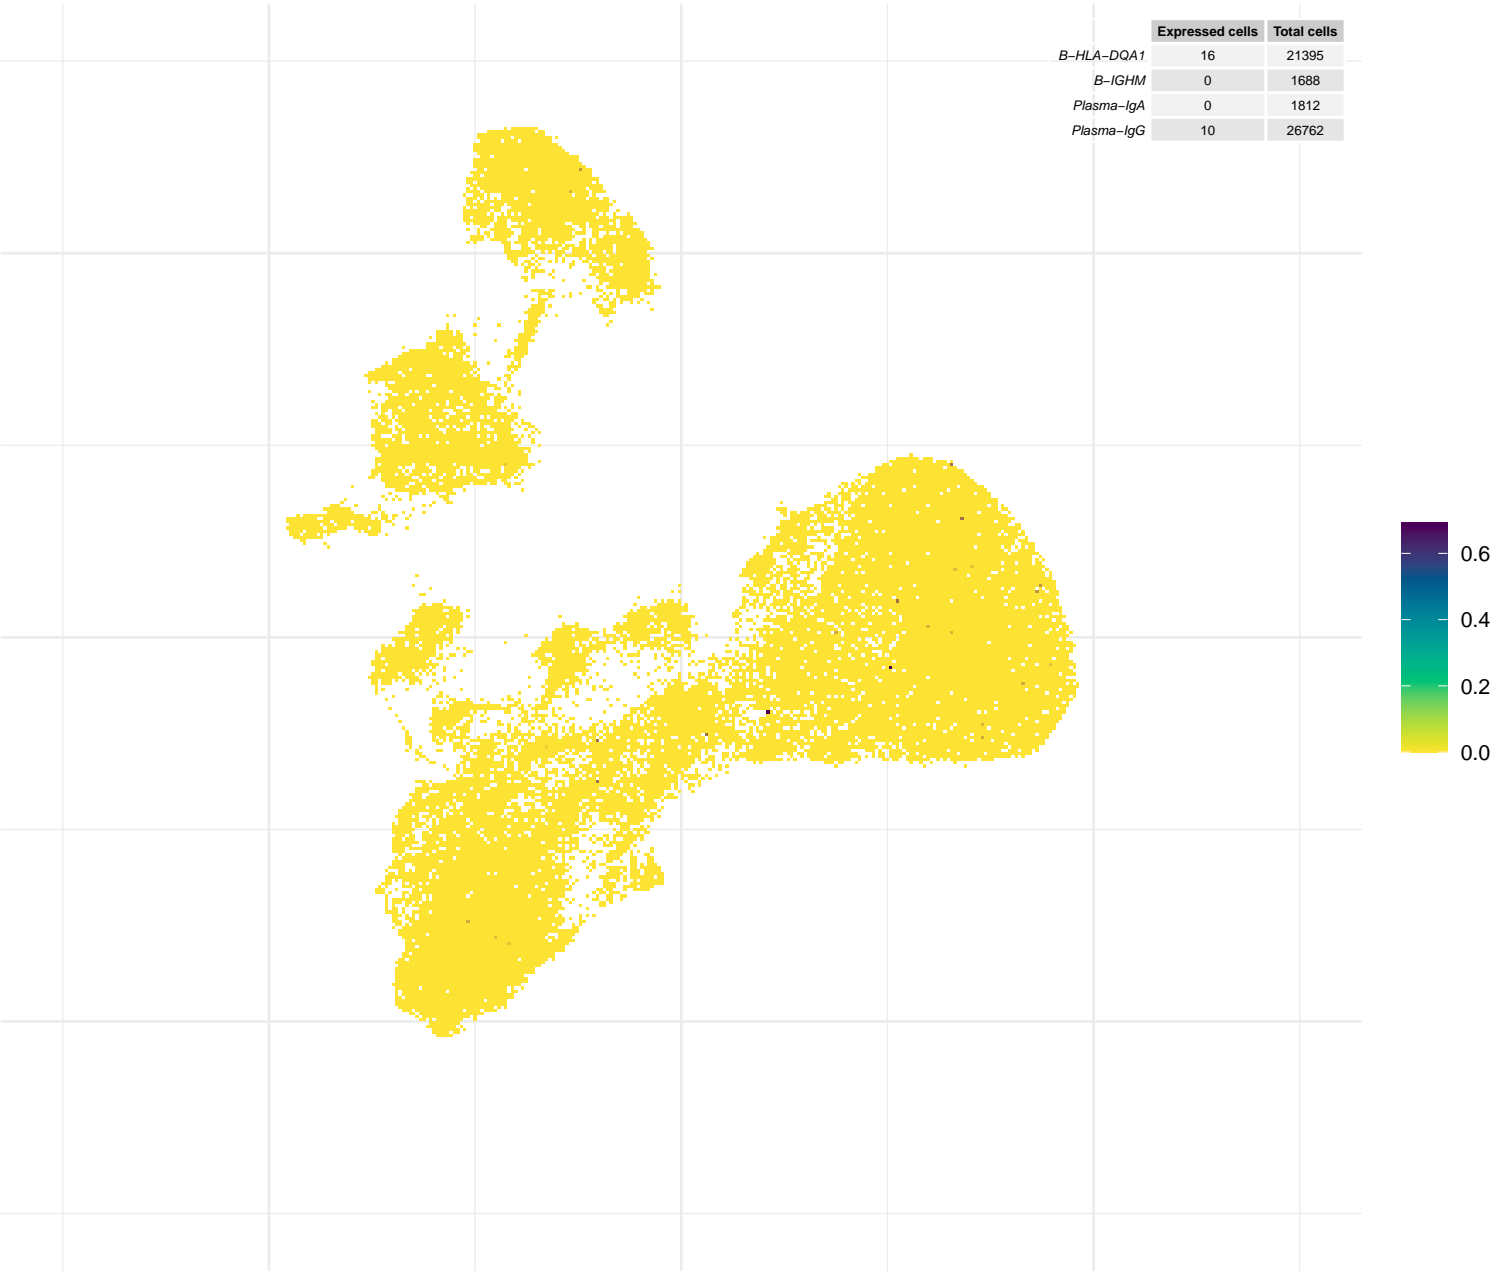 Expressed cells Total cells
B−HLA−DQA1 16 21395
B−IGHM 0 1688
Plasma−IgA 0 1812
Plasma−IgG 10 26762
0.6
0.4
0.2
0.0